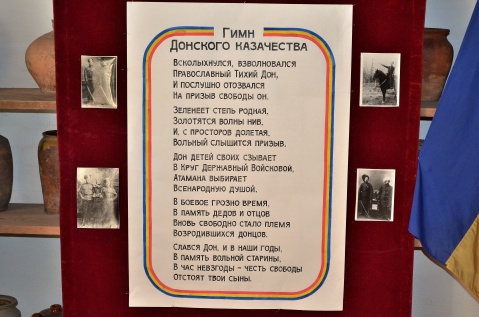 Гимн
Донского казачества
Всколыхнулся, взволновался
Православный Тихий Дон,
И послушно отозвался
На призыв свободы он.
Зеленеет степь родная,
Золотятся волны нив,
И, с просторов долетая,
Вольный слышится призыв.
Дон детей своих сзывает
В Круг Державный Войсковой,
Атамана выбирает
Всенародную душой.
В боевое грозно время,
В память дедов и отцов
Вновь свободно стало племя
Возродившихся донцов.
Слався Дон, и в наши годы,
В память вольной старины,
В час невзгоды – честь свободы
Отстоят твои сыны.